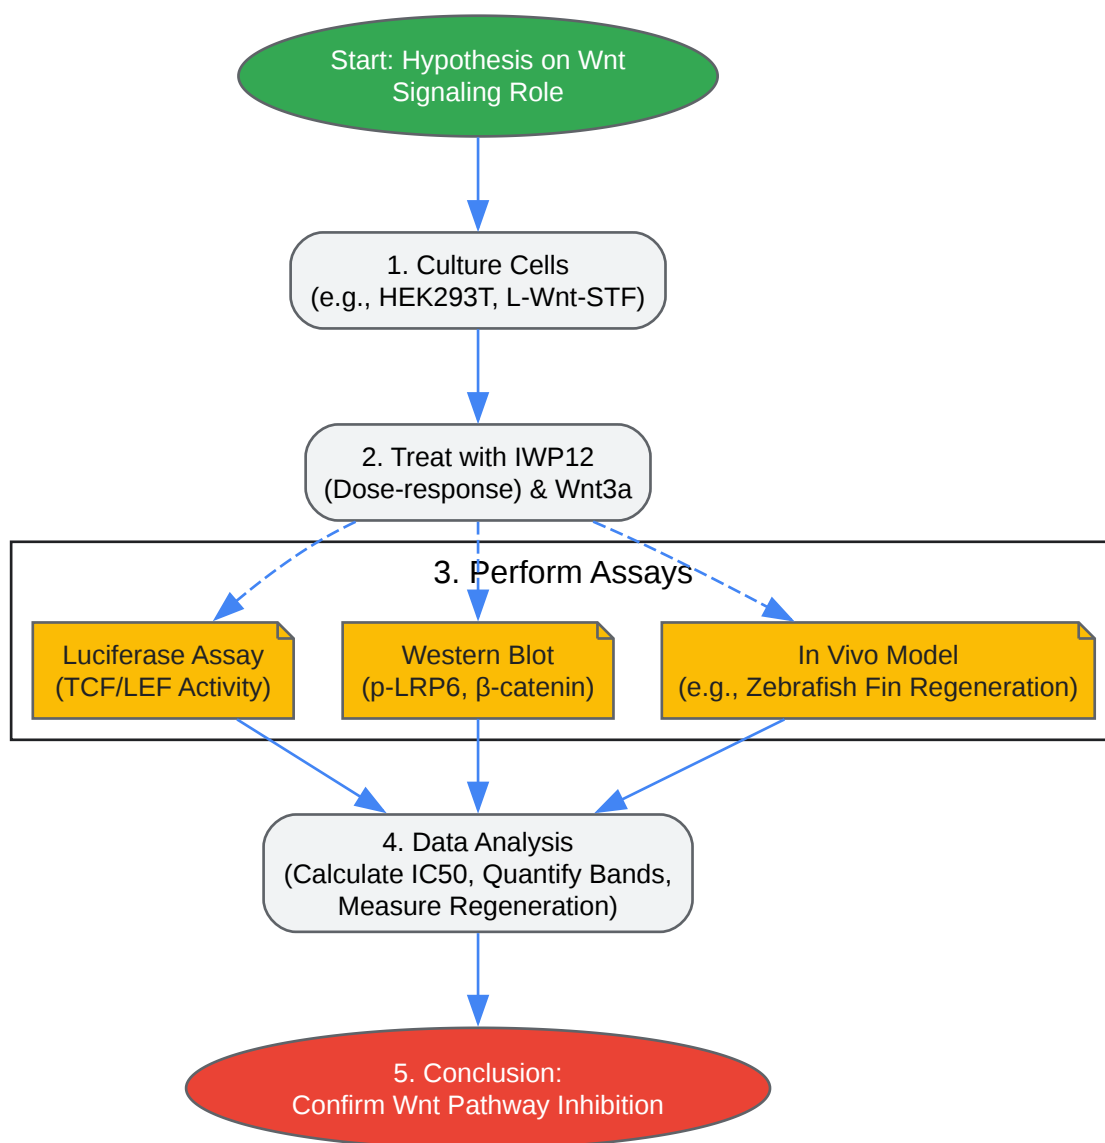 Start: Hypothesis on Wnt
Signaling Role
1. Culture Cells
(e.g., HEK293T, L-Wnt-STF)
2. Treat with IWP12
(Dose-response) & Wnt3a
3. Perform Assays
Luciferase Assay
(TCF/LEF Activity)
Western Blot
(p-LRP6, β-catenin)
In Vivo Model
(e.g., Zebrafish Fin Regeneration)
4. Data Analysis
(Calculate IC50, Quantify Bands,
Measure Regeneration)
5. Conclusion:
Confirm Wnt Pathway Inhibition